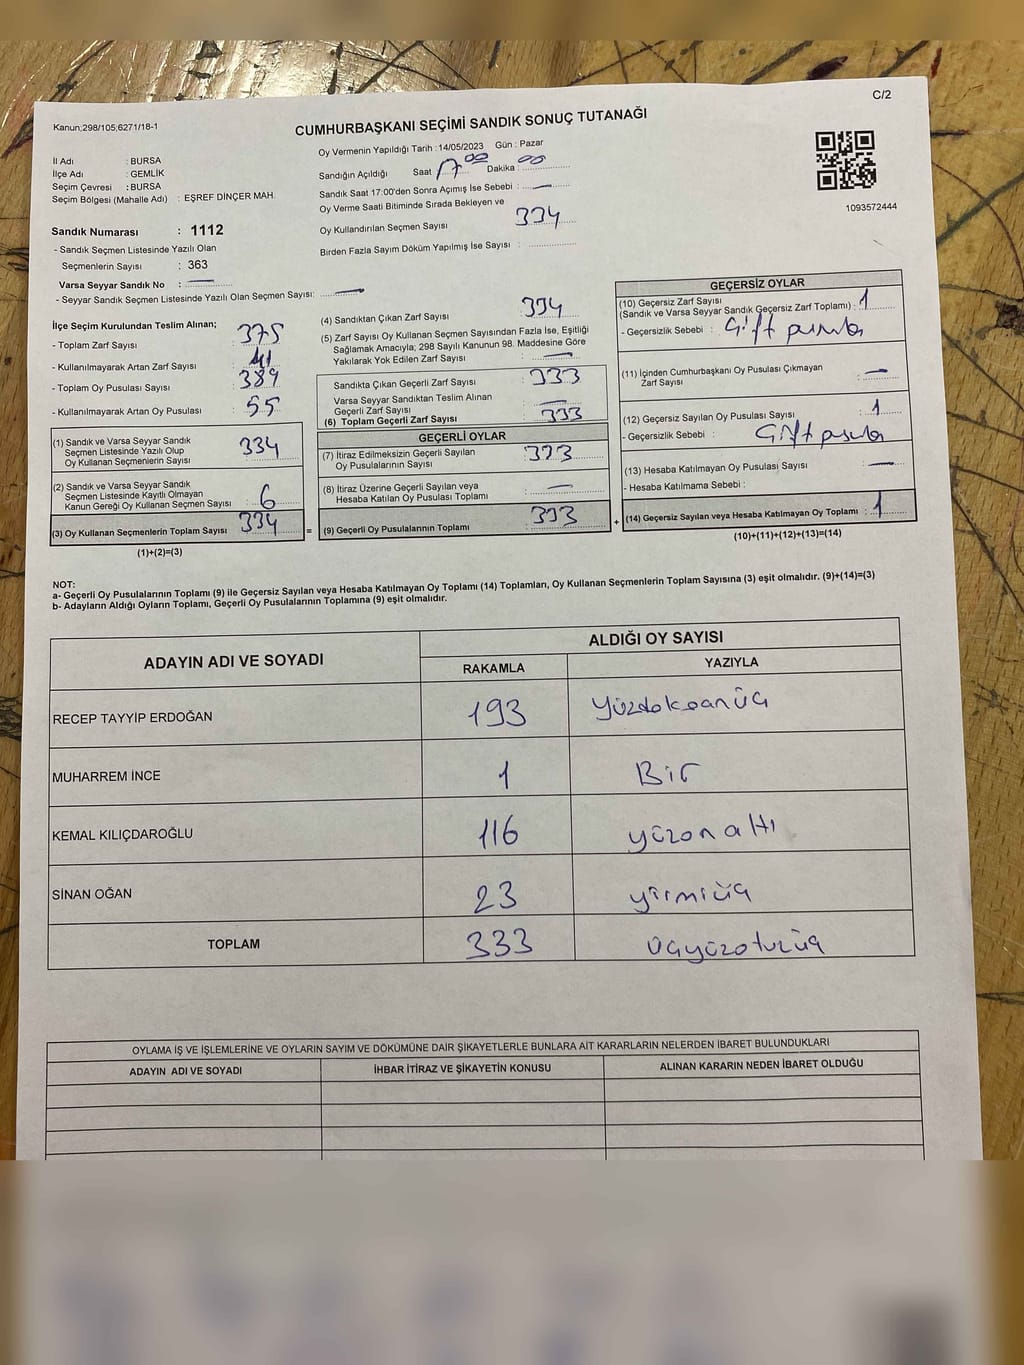 C/2
Kanun;298/105;6271/18-1
CUMHURBAŞKANI SEÇİMİ SANDIK SONUÇ TUTANAĞI
İl Adı : BURSA
İlçe Adı : GEMLİK
Seçim Çevresi : BURSA
Seçim Bölgesi (Mahalle Adı) : EŞREF DİNÇER MAH.
Sandık Numarası : 1112
- Sandık Seçmen Listesinde Yazılı Olan
Seçmenlerin Sayısı : 363
Varsa Seyyar Sandık No :
- Seyyar Sandık Seçmen Listesinde Yazılı Olan Seçmen Sayısı:
Oy Vermenin Yapıldığı Tarih : 14/05/2023 Gün : Pazar
Sandığın Açıldığı Saat 17 00 Dakika : 00
Sandık Saat 17:00'den Sonra Açımış İse Sebebi :
Oy Verme Saati Bitiminde Sırada Bekleyen ve
Oy Kullandırılan Seçmen Sayısı 334
Birden Fazla Sayım Döküm Yapılmış İse Sayısı :
1093572444
İlçe Seçim Kurulundan Teslim Alınan;
- Toplam Zarf Sayısı : 375
- Kullanılmayarak Artan Zarf Sayısı : 41
- Toplam Oy Pusulası Sayısı : 389
- Kullanılmayarak Artan Oy Pusulası : 55
(1) Sandık ve Varsa Seyyar Sandık
Seçmen Listesinde Yazılı Olup
Oy Kullanan Seçmenlerin Sayısı : 334
(2) Sandık ve Varsa Seyyar Sandık
Seçmen Listesinde Kayıtlı Olmayan
Kanun Gereği Oy Kullanan Seçmen Sayısı : 6
(3) Oy Kullanan Seçmenlerin Toplam Sayısı : 334
(1)+(2)=(3)
=
(4) Sandıktan Çıkan Zarf Sayısı : 334
(5) Zarf Sayısı Oy Kullanan Seçmen Sayısından Fazla İse, Eşitliği
Sağlamak Amacıyla; 298 Sayılı Kanunun 98. Maddesine Göre
Yakılarak Yok Edilen Zarf Sayısı :
Sandıkta Çıkan Geçerli Zarf Sayısı : 333
Varsa Seyyar Sandıktan Teslim Alınan
Geçerli Zarf Sayısı :
(6) Toplam Geçerli Zarf Sayısı : 333
GEÇERLİ OYLAR
(7) İtiraz Edilmeksizin Geçerli Sayılan
Oy Pusulalarının Sayısı : 333
(8) İtiraz Üzerine Geçerli Sayılan veya
Hesaba Katılan Oy Pusulası Toplamı :
(9) Geçerli Oy Pusulalarının Toplamı : 333
+
GEÇERSİZ OYLAR
(10) Geçersiz Zarf Sayısı
(Sandık ve Varsa Seyyar Sandık Geçersiz Zarf Toplamı) : 1
- Geçersizlik Sebebi : Çift pusula
(11) İçinden Cumhurbaşkanı Oy Pusulası Çıkmayan
Zarf Sayısı :
(12) Geçersiz Sayılan Oy Pusulası Sayısı : 1
- Geçersizlik Sebebi : Çift pusula
(13) Hesaba Katılmayan Oy Pusulası Sayısı :
- Hesaba Katılmama Sebebi :
(14) Geçersiz Sayılan veya Hesaba Katılmayan Oy Toplamı : 1
(10)+(11)+(12)+(13)=(14)
NOT:
a- Geçerli Oy Pusulalarının Toplamı (9) ile Geçersiz Sayılan veya Hesaba Katılmayan Oy Toplamı (14) Toplamları, Oy Kullanan Seçmenlerin Toplam Sayısına (3) eşit olmalıdır. (9)+(14)=(3)
b- Adayların Aldığı Oyların Toplamı, Geçerli Oy Pusulalarının Toplamına (9) eşit olmalıdır.
ADAYIN ADI VE SOYADI ALDIĞI OY SAYISI
RAKAMLA YAZIYLA
RECEP TAYYİP ERDOĞAN 193 yüzdoksanüç
MUHARREM İNCE 1 Bir
KEMAL KILIÇDAROĞLU 116 yüzonaltı
SİNAN OĞAN 23 yirmiüç
TOPLAM 333 üçyüzotuzüç
OYLAMA İŞ VE İŞLEMLERİNE VE OYLARIN SAYIM VE DÖKÜMÜNE DAİR ŞİKAYETLERLE BUNLARA AİT KARARLARIN NELERDEN İBARET BULUNDUKLARI
ADAYIN ADI VE SOYADI İHBAR İTİRAZ VE ŞİKAYETİN KONUSU ALINAN KARARIN NEDEN İBARET OLDUĞU